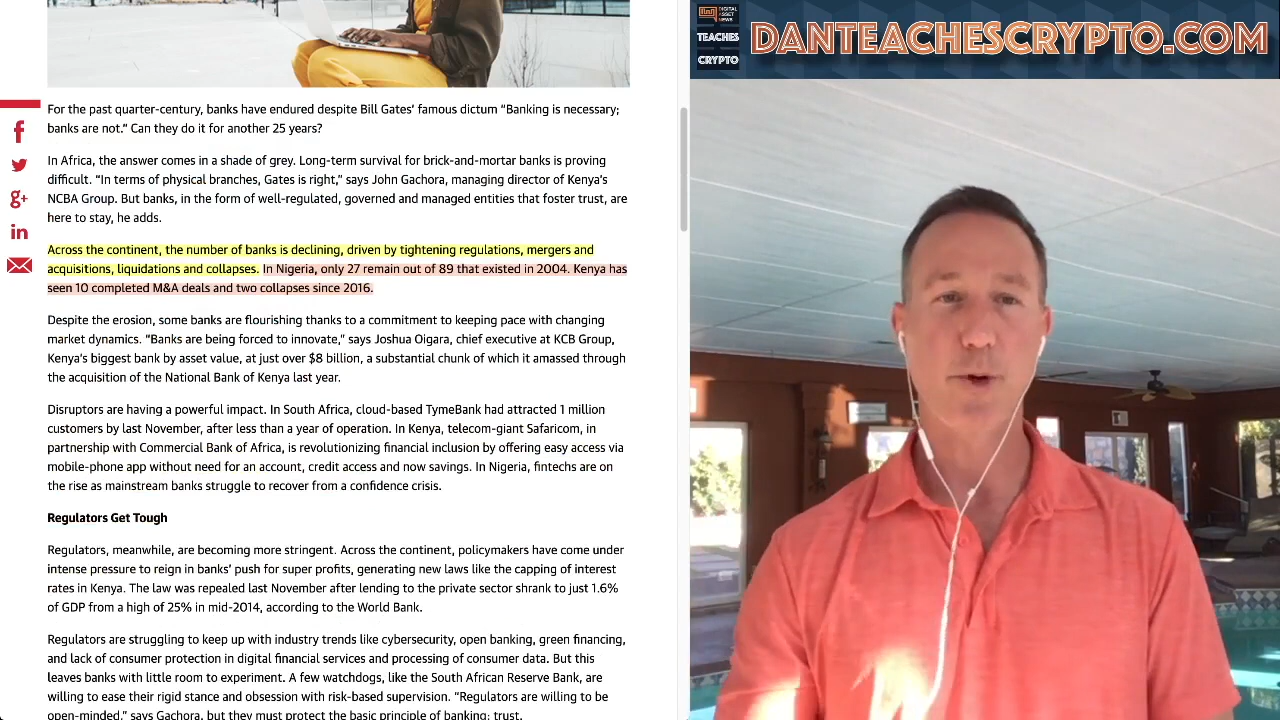 For the past quarter-century, banks have endured despite Bill Gates’ famous dictum “Banking is necessary;
banks are not.” Can they do it for another 25 years?
In Africa, the answer comes in a shade of grey. Long-term survival for brick-and-mortar banks is proving
difficult. “In terms of physical branches, Gates is right,” says John Gachora, managing director of Kenya’s
NCBA Group. But banks, in the form of well-regulated, governed and managed entities that foster trust, are
here to stay, he adds.
Across the continent, the number of banks is declining, driven by tightening regulations, mergers and
acquisitions, liquidations and collapses. In Nigeria, only 27 remain out of 89 that existed in 2004. Kenya has
seen 10 completed M&A deals and two collapses since 2016.
Despite the erosion, some banks are flourishing thanks to a commitment to keeping pace with changing
market dynamics. “Banks are being forced to innovate,” says Joshua Oigara, chief executive at KCB Group,
Kenya’s biggest bank by asset value, at just over $8 billion, a substantial chunk of which it amassed through
the acquisition of the National Bank of Kenya last year.
Disruptors are having a powerful impact. In South Africa, cloud-based TymeBank had attracted 1 million
customers by last November, after less than a year of operation. In Kenya, telecom-giant Safaricom, in
partnership with Commercial Bank of Africa, is revolutionizing financial inclusion by offering easy access via
mobile-phone app without need for an account, credit access and now savings. In Nigeria, fintechs are on
the rise as mainstream banks struggle to recover from a confidence crisis.
Regulators Get Tough
Regulators, meanwhile, are becoming more stringent. Across the continent, policymakers have come under
intense pressure to reign in banks’ push for super profits, generating new laws like the capping of interest
rates in Kenya. The law was repealed last November after lending to the private sector shrank to just 1.6%
of GDP from a high of 25% in mid-2014, according to the World Bank.
Regulators are struggling to keep up with industry trends like cybersecurity, open banking, green financing,
and lack of consumer protection in digital financial services and processing of consumer data. But this
leaves banks with little room to experiment. A few watchdogs, like the South African Reserve Bank, are
willing to ease their rigid stance and obsession with risk-based supervision. “Regulators are willing to be
open-minded,” says Gachora, but they must protect the basic principle of banking: trust.
DIGITAL
ASSET
NEWS
TEACHES
CRYPTO
DANTEACHESCRYPTO.COM